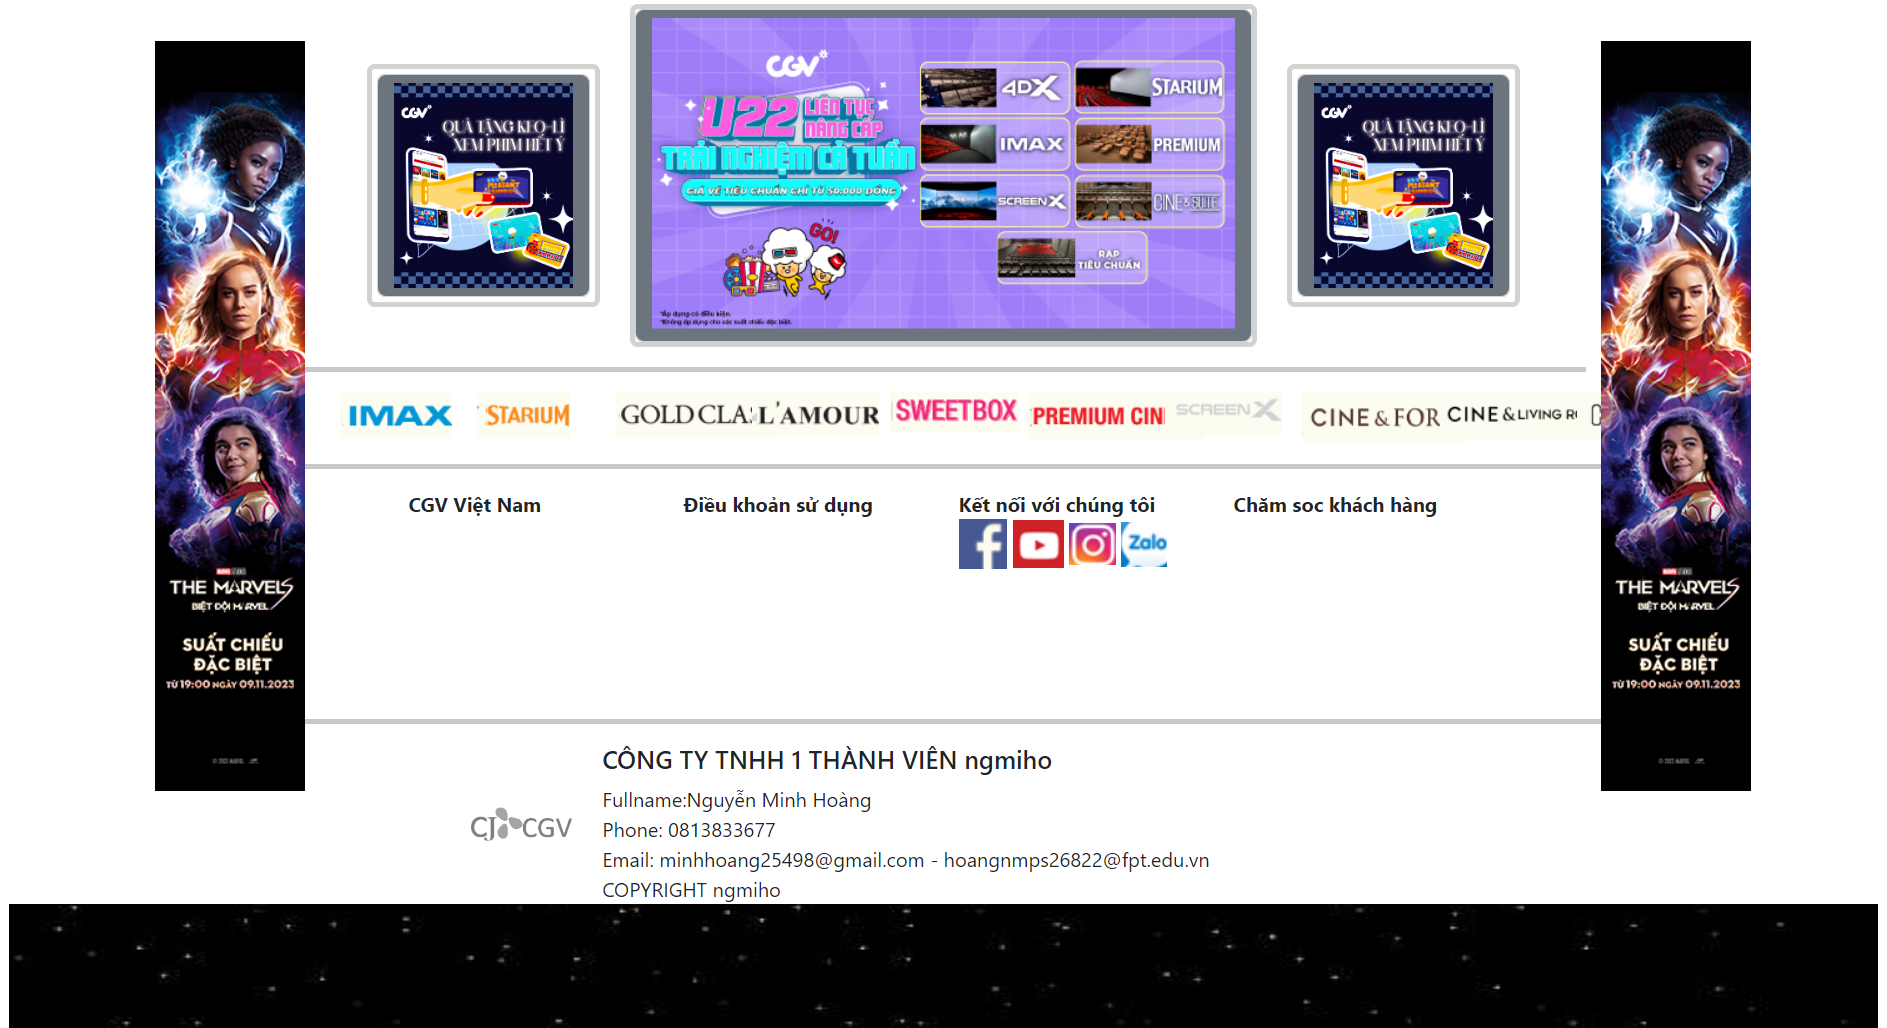 CGV
QUÀ TẶNG KEO-LÌ
XEM PHIM HẾT Ý
CGV
U22 LIÊN TỤC
NÂNG CẤP
TRẢI NGHIỆM CẢ TUẦN
GIÁ VÉ TIÊU CHUẨN CHỈ TỪ 50.000 ĐỒNG
GO!
*Áp dụng có điều kiện.
*Không áp dụng cho các suất chiếu đặc biệt.
4DX
STARIUM
IMAX
PREMIUM
SCREENX
CINE & SUITE
RẠP
TIÊU CHUẨN
CGV
QUÀ TẶNG KEO-LÌ
XEM PHIM HẾT Ý
THE MARVELS
BIỆT ĐỘI MARVEL
SUẤT CHIẾU
ĐẶC BIỆT
TỪ 19:00 NGÀY 09.11.2023
THE MARVELS
BIỆT ĐỘI MARVEL
SUẤT CHIẾU
ĐẶC BIỆT
TỪ 19:00 NGÀY 09.11.2023
IMAX STARIUM GOLD CLA L'AMOUR SWEETBOX PREMIUM CIN SCREENX CINE & FOR CINE & LIVING R
CGV Việt Nam Điều khoản sử dụng Kết nối với chúng tôi Chăm soc khách hàng
Zalo
CÔNG TY TNHH 1 THÀNH VIÊN ngmiho
Fullname:Nguyễn Minh Hoàng
CJ CGV
Phone: 0813833677
Email: minhhoang25498@gmail.com - hoangnmps26822@fpt.edu.vn
COPYRIGHT ngmiho